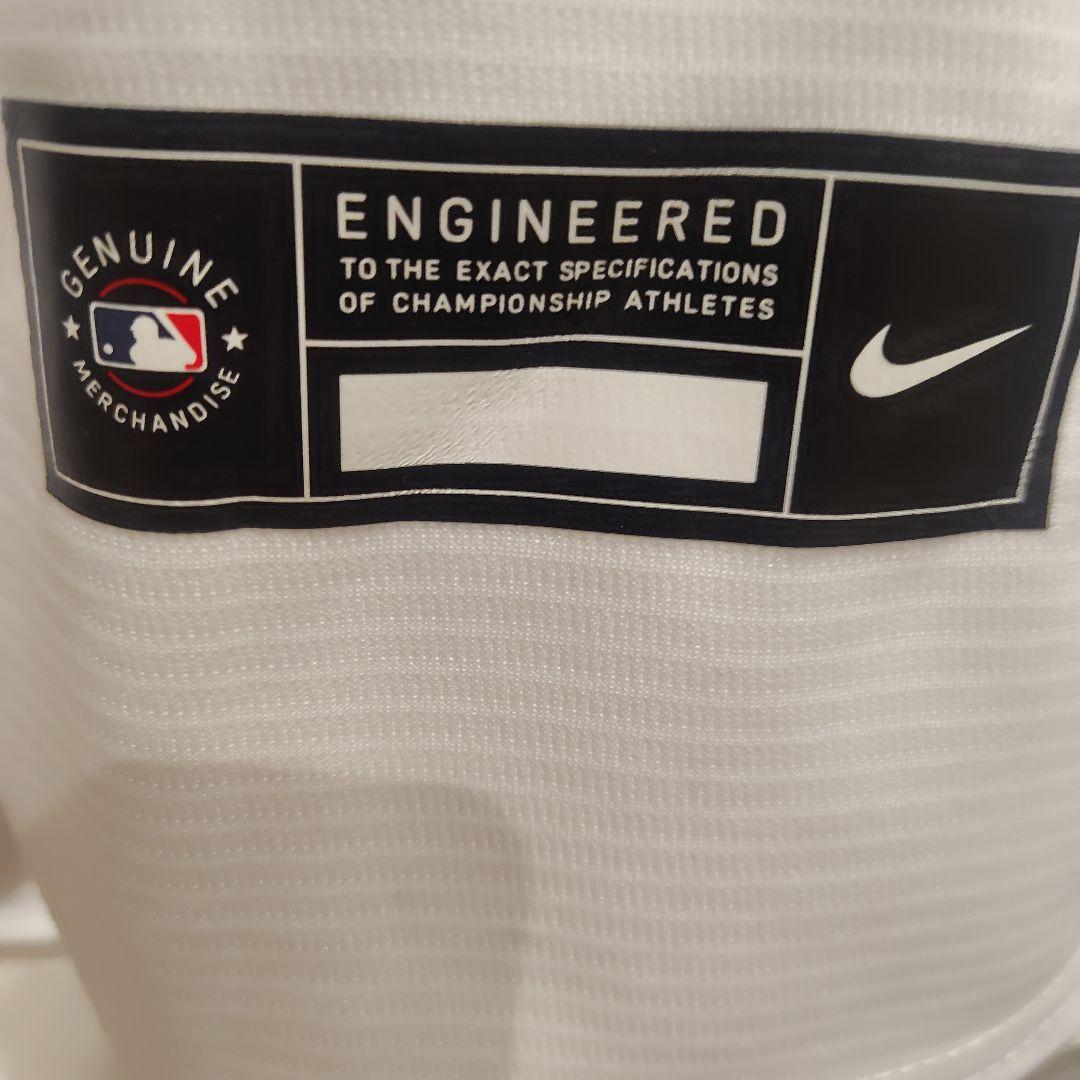 GENUINE
MERCHANDISE
ENGINEERED
TO THE EXACT SPECIFICATIONS
OF CHAMPIONSHIP ATHLETES